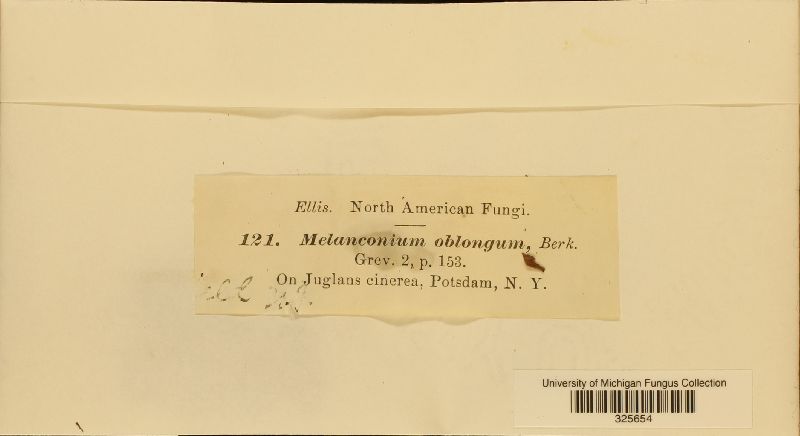 Ellis. North American Fungi.
121. Melanconium oblongum, Berk.
Grev. 2, p. 153.
On Juglans cinerea, Potsdam, N. Y.
University of Michigan Fungus Collection
325654